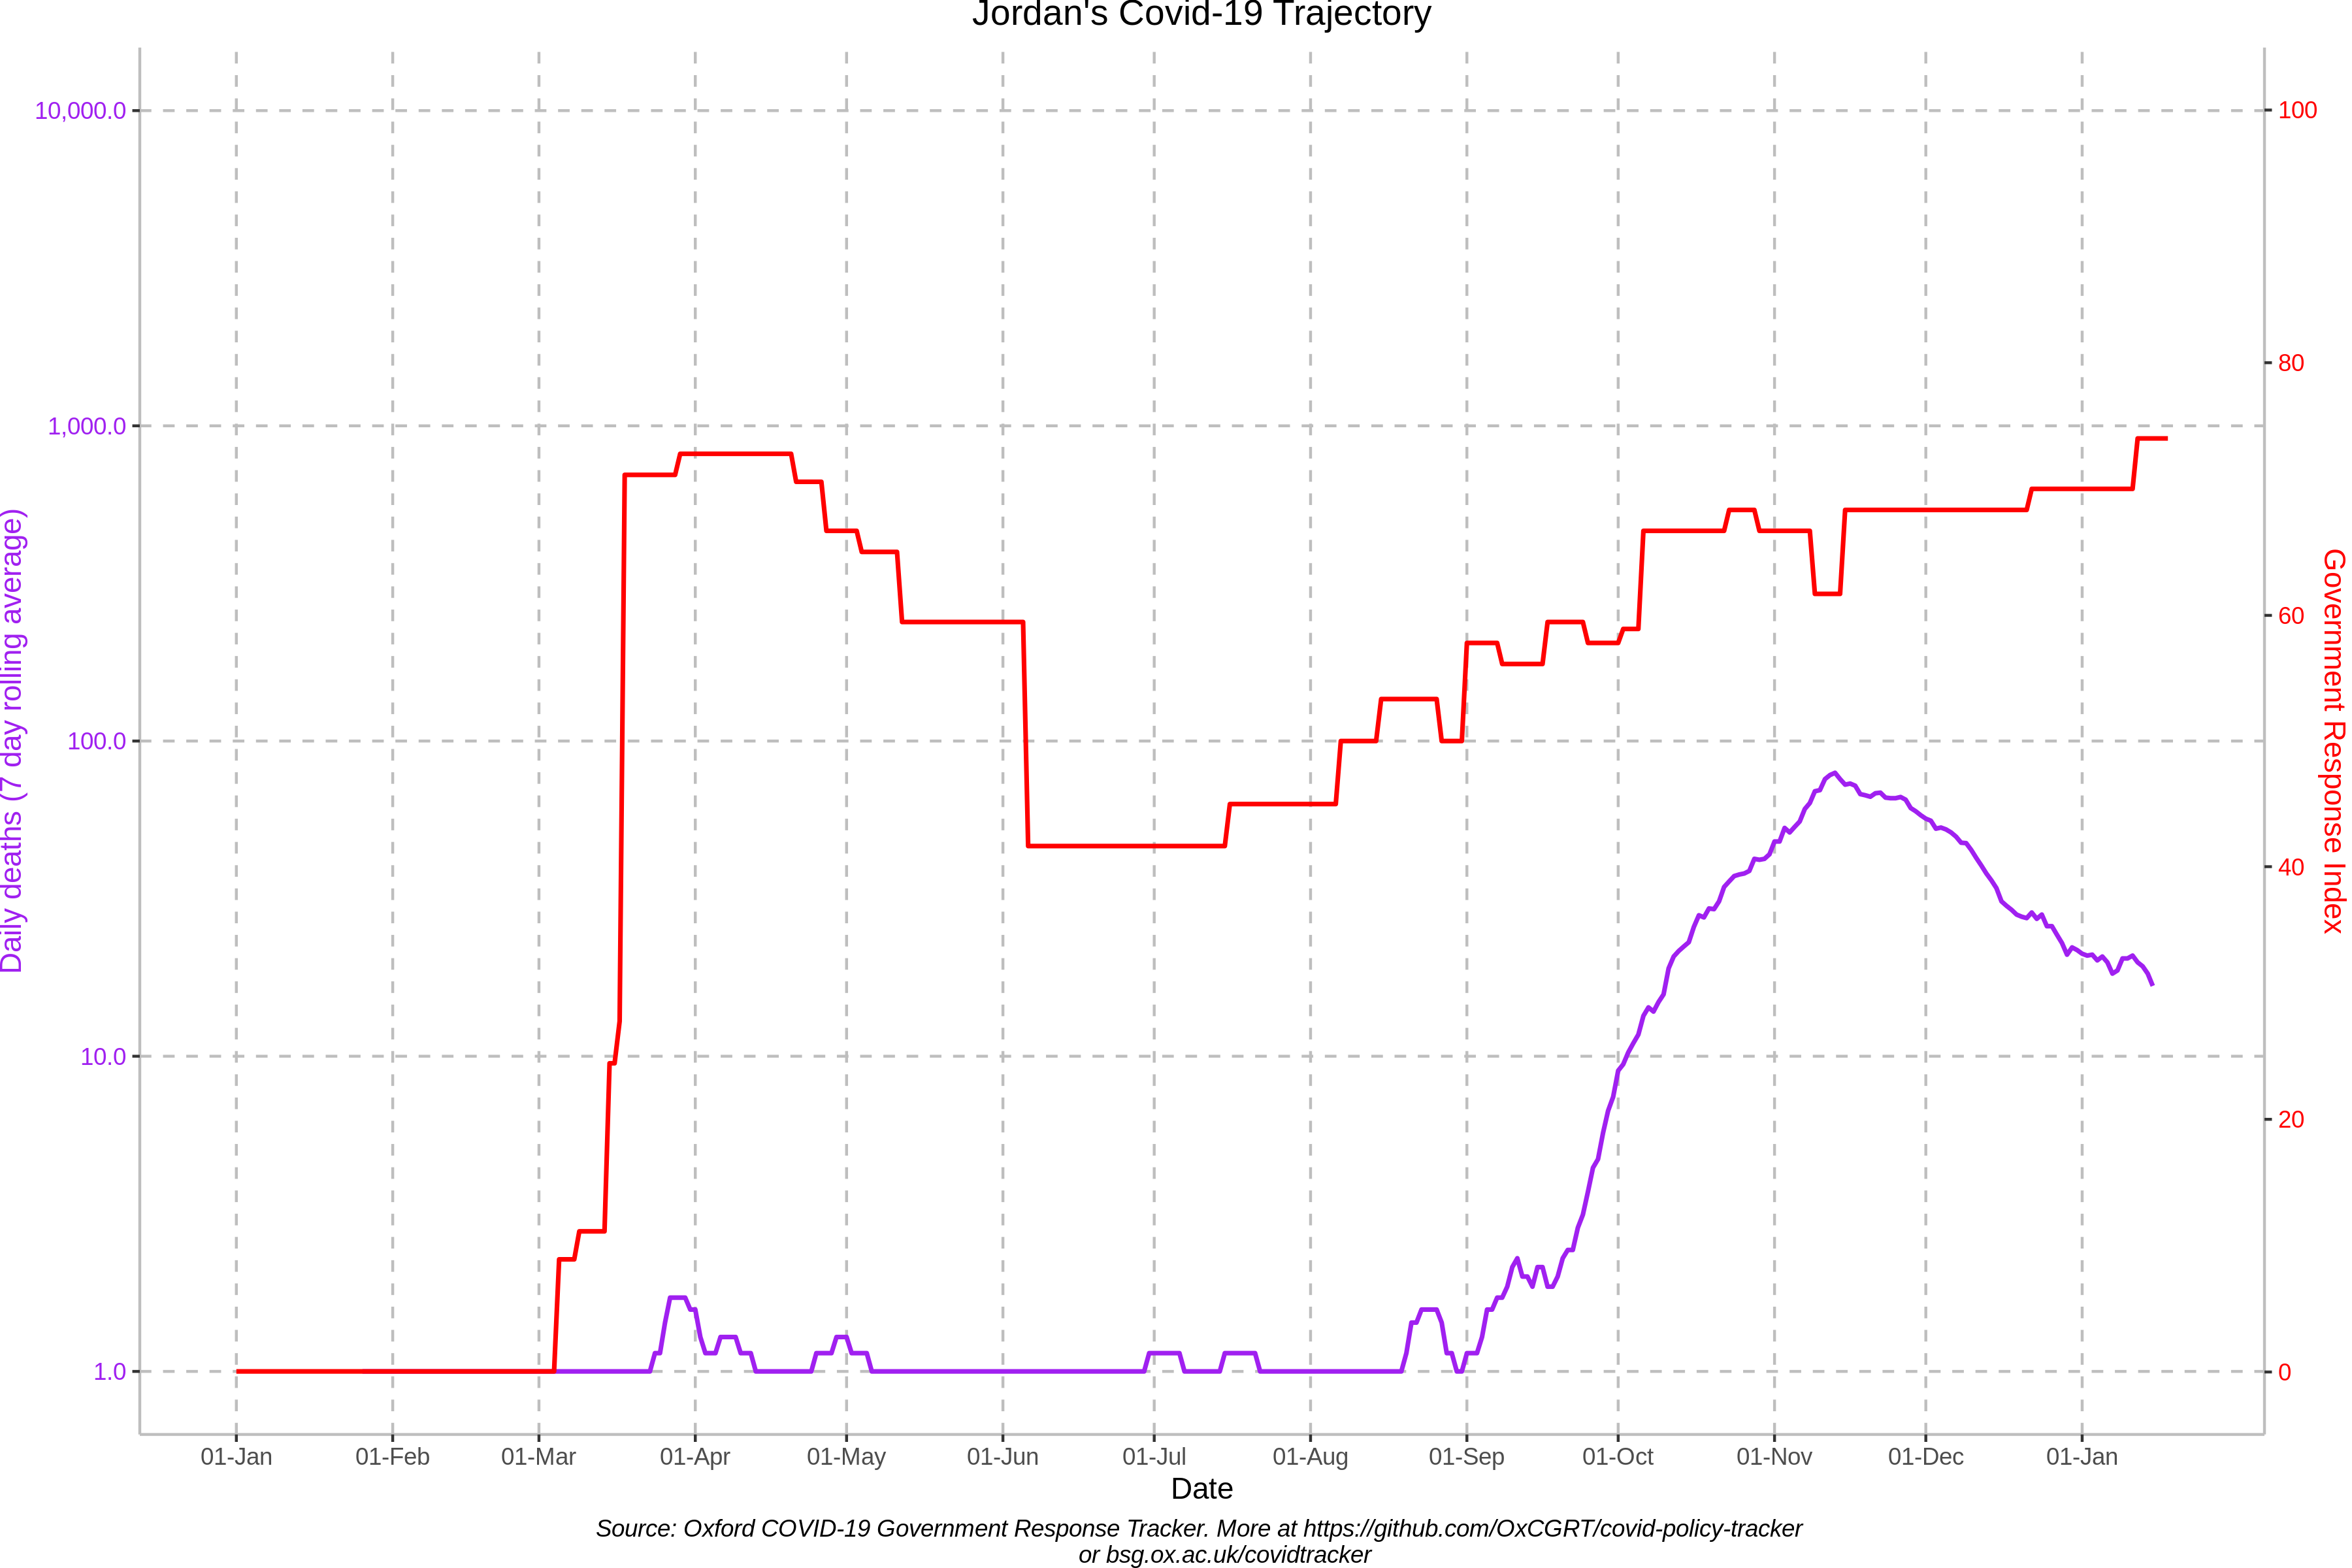 Jordan's Covid-19 Trajectory
10,000.0
1,000.0
100.0
10.0
1.0
Daily deaths (7 day rolling average)
100
80
60
40
20
0
Government Response Index
01-Jan 01-Feb 01-Mar 01-Apr 01-May 01-Jun 01-Jul 01-Aug 01-Sep 01-Oct 01-Nov 01-Dec 01-Jan
Date
Source: Oxford COVID-19 Government Response Tracker. More at https://github.com/OxCGRT/covid-policy-tracker
or bsg.ox.ac.uk/covidtracker